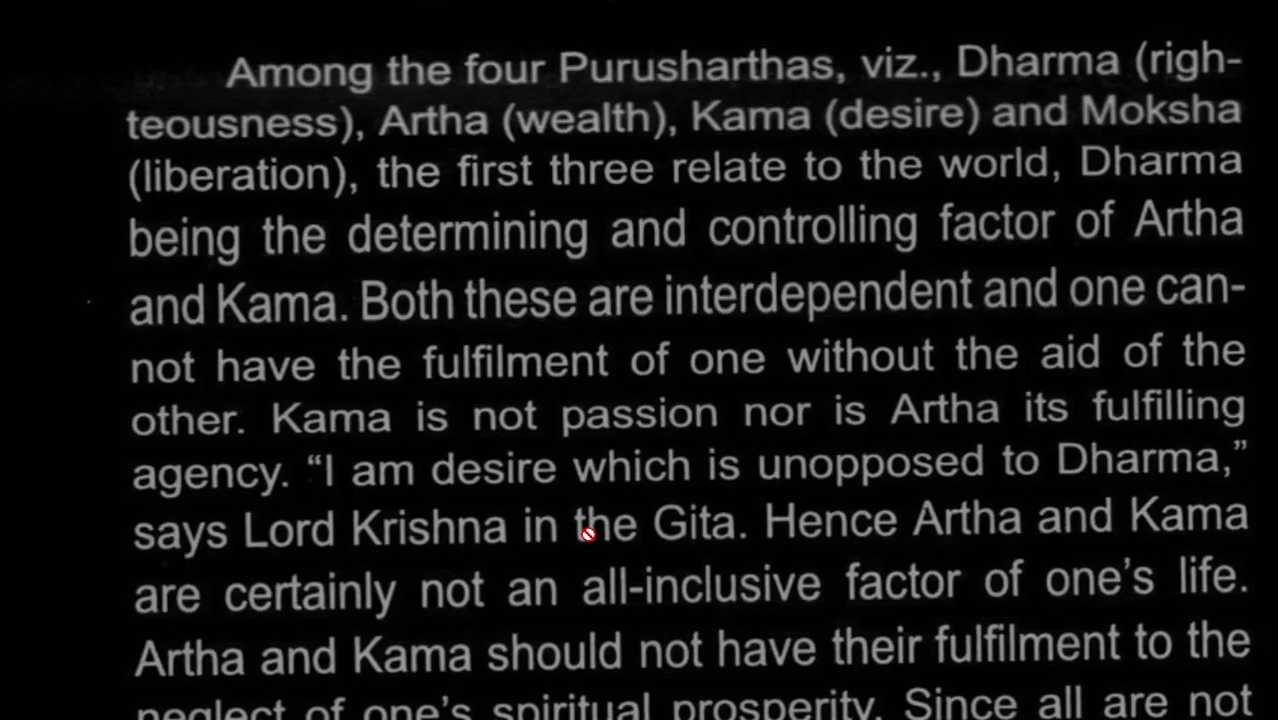 Among the four Purusharthas, viz., Dharma (righ-
teousness), Artha (wealth), Kama (desire) and Moksha
(liberation), the first three relate to the world, Dharma
being the determining and controlling factor of Artha
and Kama. Both these are interdependent and one can-
not have the fulfilment of one without the aid of the
other. Kama is not passion nor is Artha its fulfilling
agency. “I am desire which is unopposed to Dharma,”
says Lord Krishna in the Gita. Hence Artha and Kama
are certainly not an all-inclusive factor of one’s life.
Artha and Kama should not have their fulfilment to the
neglect of one’s spiritual prosperity. Since all are not